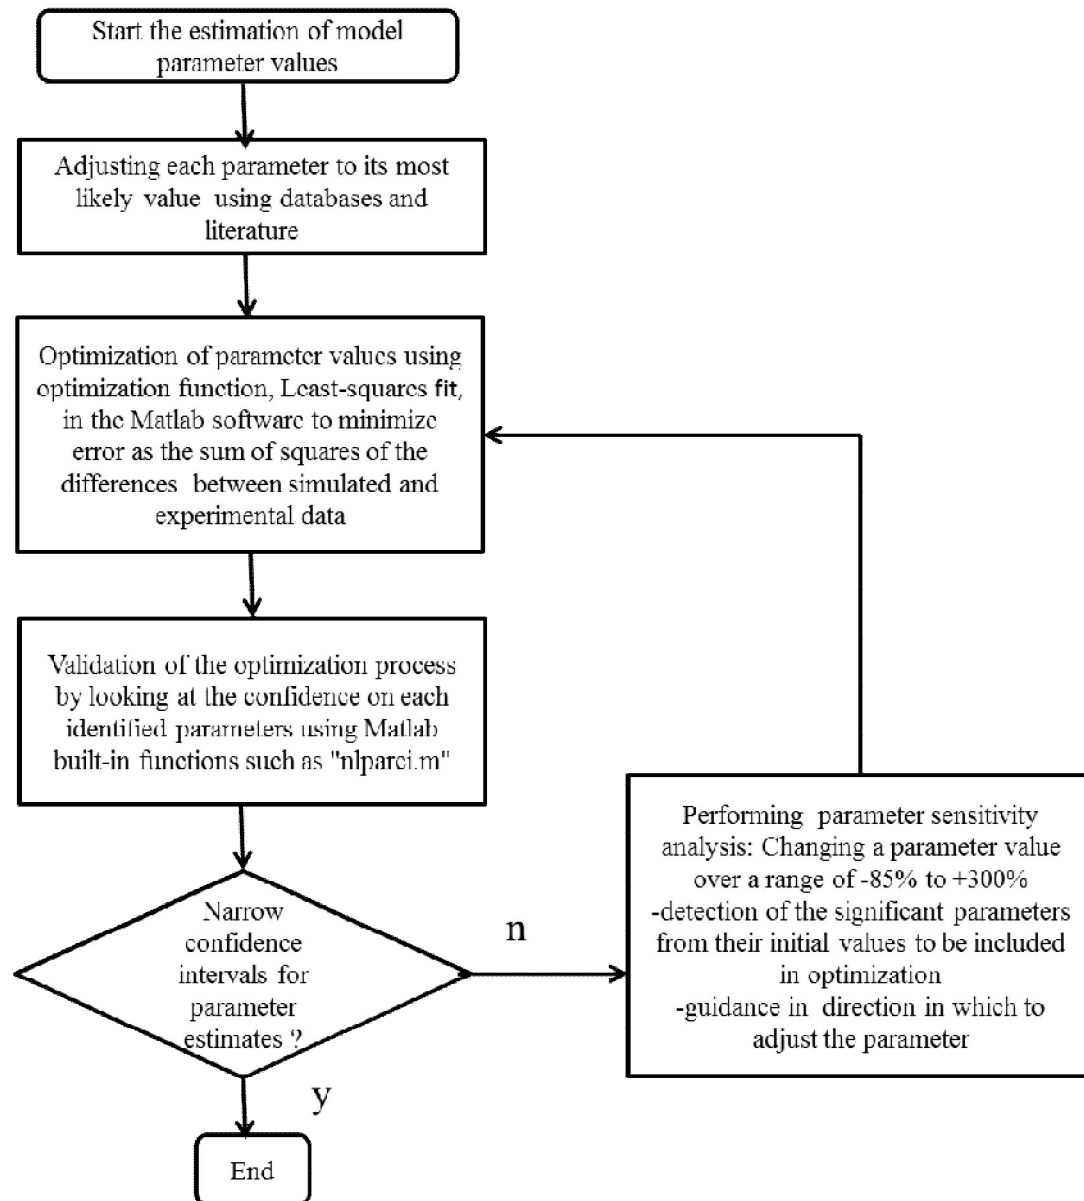 Start the estimation of model
parameter values
Adjusting each parameter to its most
likely value using databases and
literature
Optimization of parameter values using
optimization function, Least-squares fit,
in the Matlab software to minimize
error as the sum of squares of the
differences between simulated and
experimental data
Validation of the optimization process
by looking at the confidence on each
identified parameters using Matlab
built-in functions such as "nlparci.m"
Narrow
confidence
intervals for
parameter
estimates ?
n
Performing parameter sensitivity
analysis: Changing a parameter value
over a range of -85% to +300%
-detection of the significant parameters
from their initial values to be included
in optimization
-guidance in direction in which to
adjust the parameter
y
End